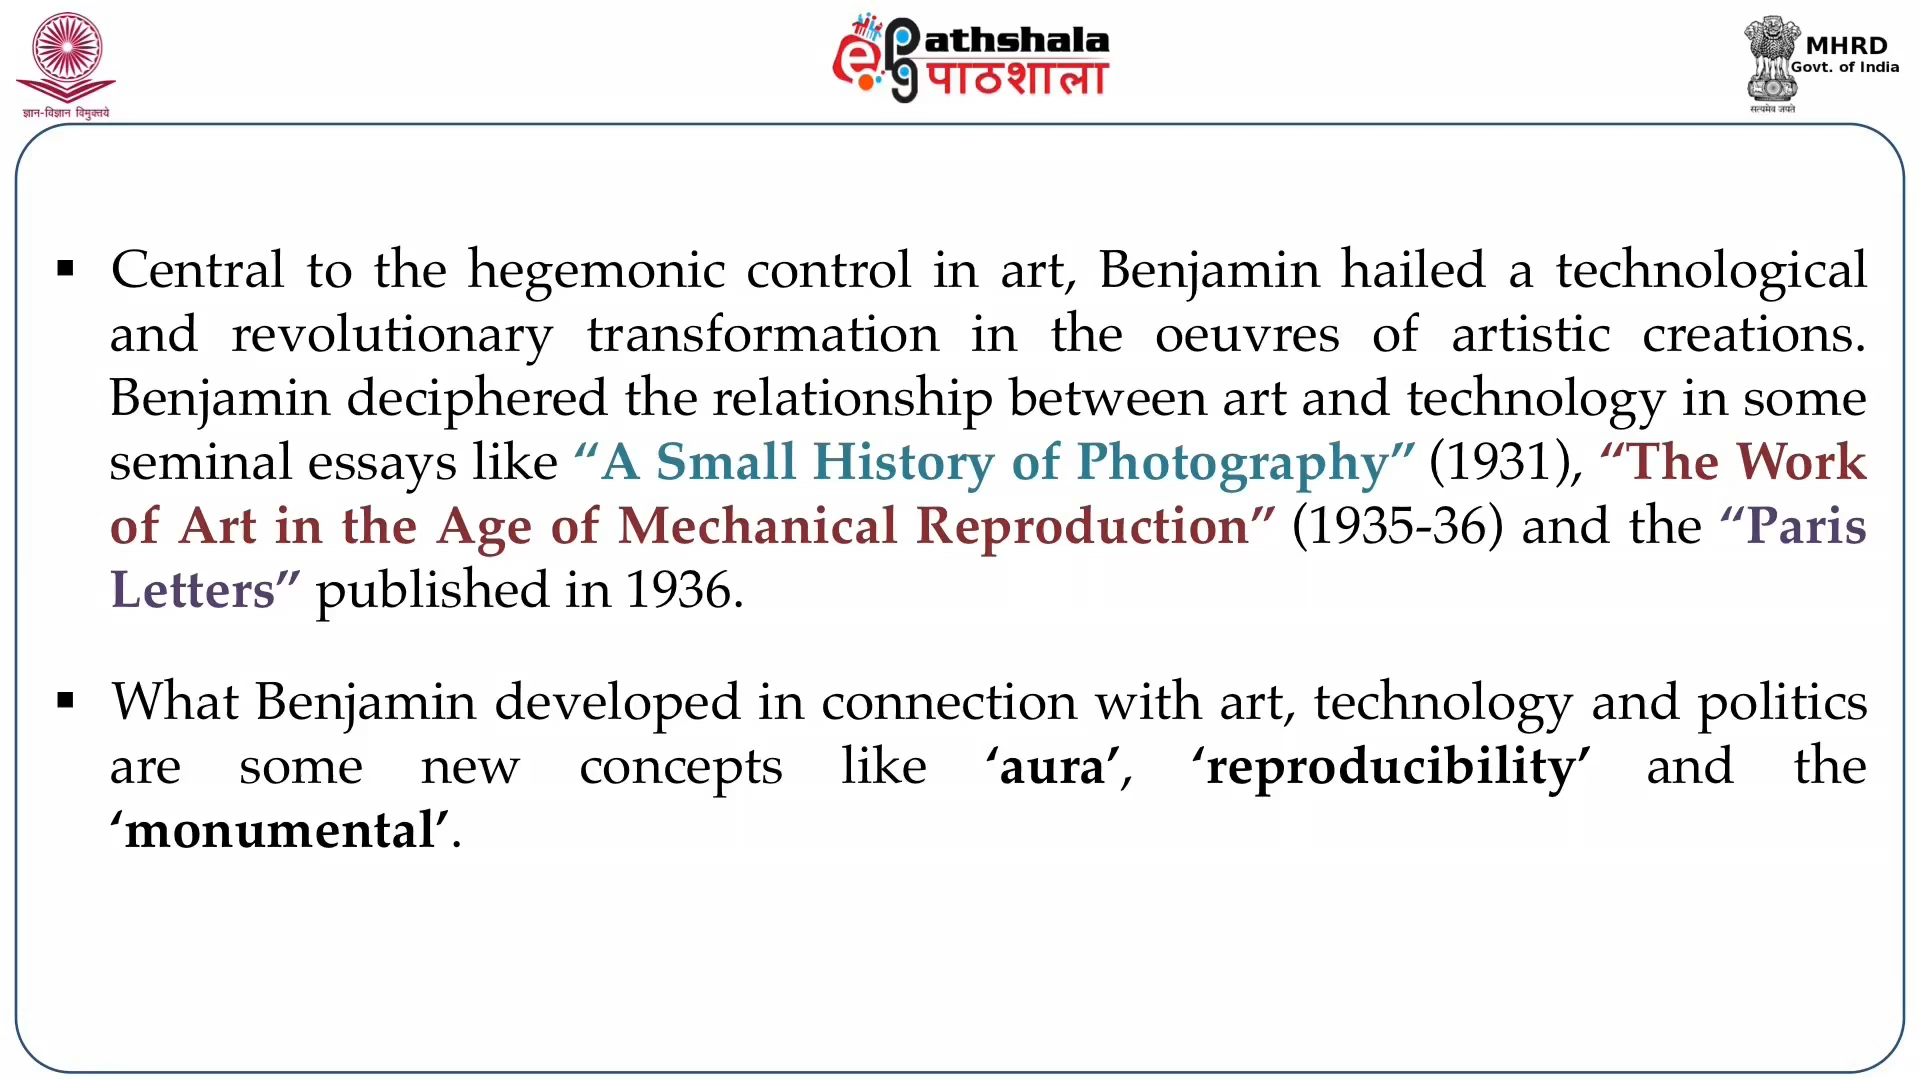 ज्ञान-विज्ञान विमुक्तये
e PG Pathshala
पाठशाला
MHRD
Govt. of India
सत्यमेव जयते
▪ Central to the hegemonic control in art, Benjamin hailed a technological
and revolutionary transformation in the oeuvres of artistic creations.
Benjamin deciphered the relationship between art and technology in some
seminal essays like “A Small History of Photography” (1931), “The Work
of Art in the Age of Mechanical Reproduction” (1935-36) and the “Paris
Letters” published in 1936.
▪ What Benjamin developed in connection with art, technology and politics
are some new concepts like ‘aura’, ‘reproducibility’ and the
‘monumental’.